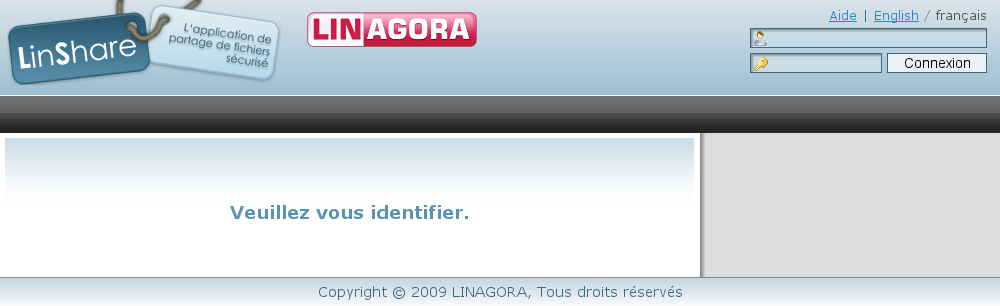 LinShare
L'application de
partage de fichiers
sécurisé
LINAGORA
Aide | English / français
Connexion
Veuillez vous identifier.
Copyright © 2009 LINAGORA, Tous droits réservés